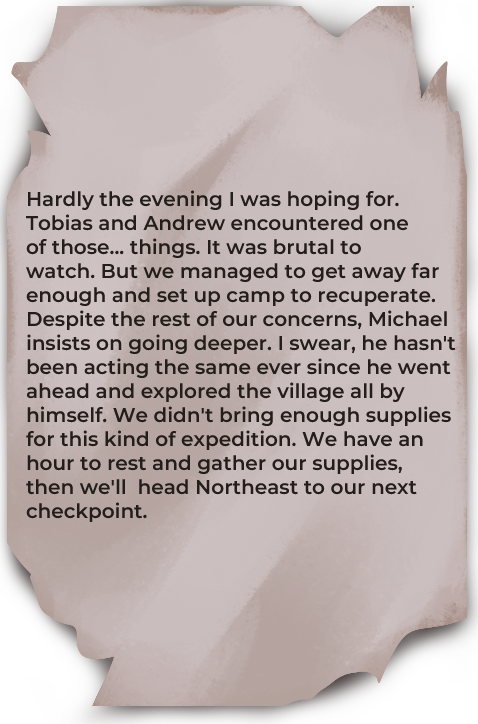 Hardly the evening I was hoping for.
Tobias and Andrew encountered one
of those... things. It was brutal to
watch. But we managed to get away far
enough and set up camp to recuperate.
Despite the rest of our concerns, Michael
insists on going deeper. I swear, he hasn't
been acting the same ever since he went
ahead and explored the village all by
himself. We didn't bring enough supplies
for this kind of expedition. We have an
hour to rest and gather our supplies,
then we'll  head Northeast to our next
checkpoint.